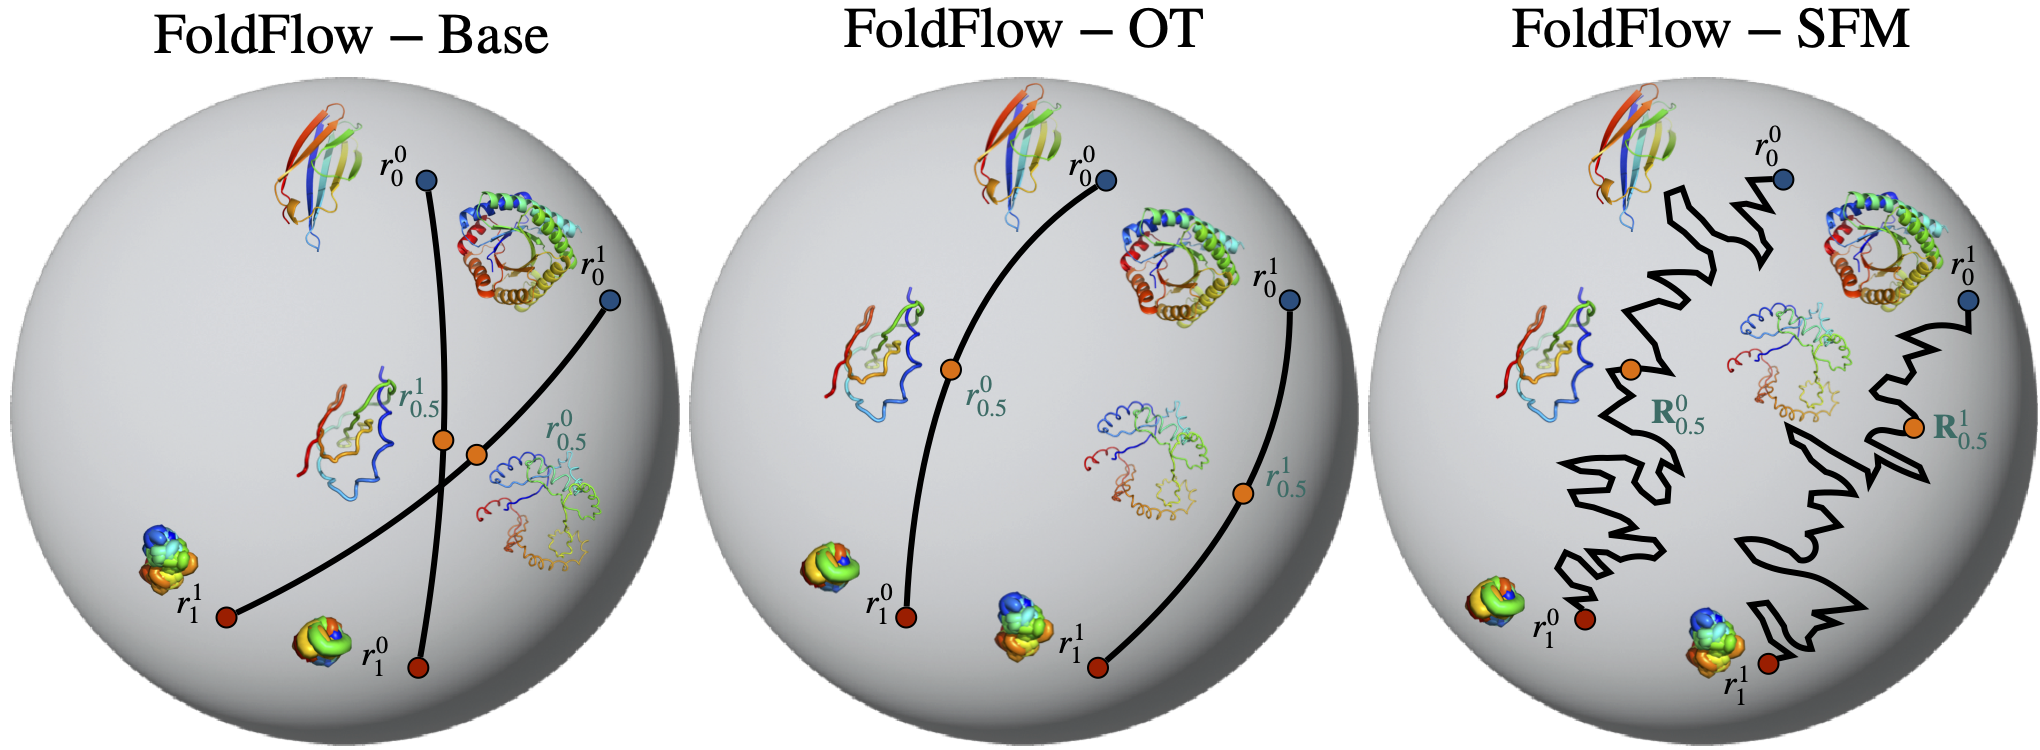 FoldFlow – Base
r_0^0
r_0^1
r_{0.5}^1
r_{0.5}^0
r_1^1
r_1^0
FoldFlow – OT
r_0^0
r_0^1
r_{0.5}^0
r_{0.5}^1
r_1^0
r_1^1
FoldFlow – SFM
r_0^0
r_0^1
R_{0.5}^0
R_{0.5}^1
r_1^0
r_1^1